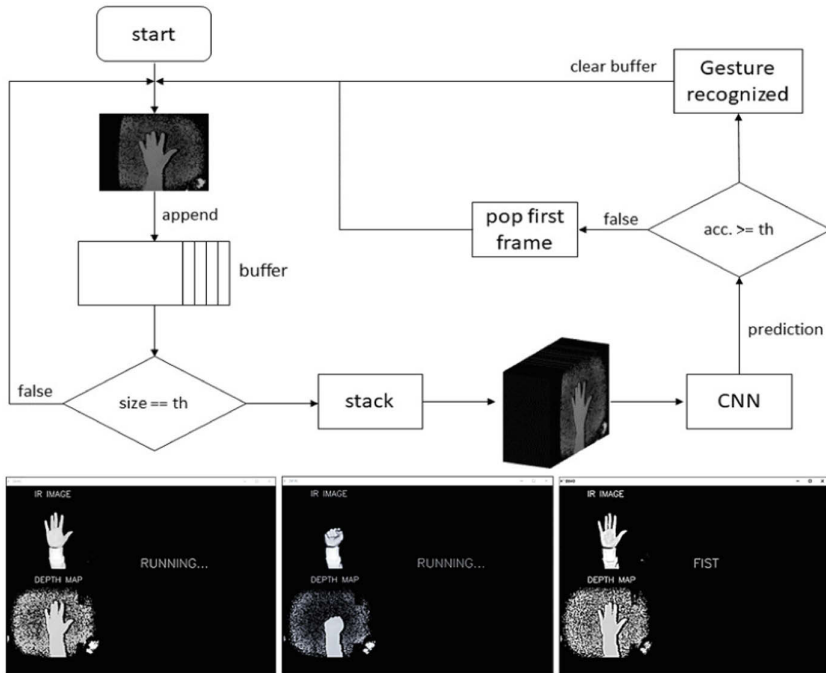 start
clear buffer
Gesture
recognized
append
pop first
frame
false
acc. >= th
buffer
prediction
false
size == th
stack
CNN
IR IMAGE
RUNNING...
DEPTH MAP
IR IMAGE
RUNNING...
DEPTH MAP
IR IMAGE
FIST
DEPTH MAP